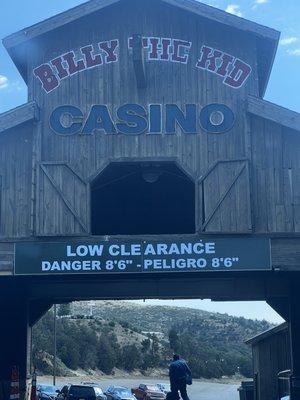 BILLY THE KID
CASINO
LOW CLEARANCE
DANGER 8'6" - PELIGRO 8'6"